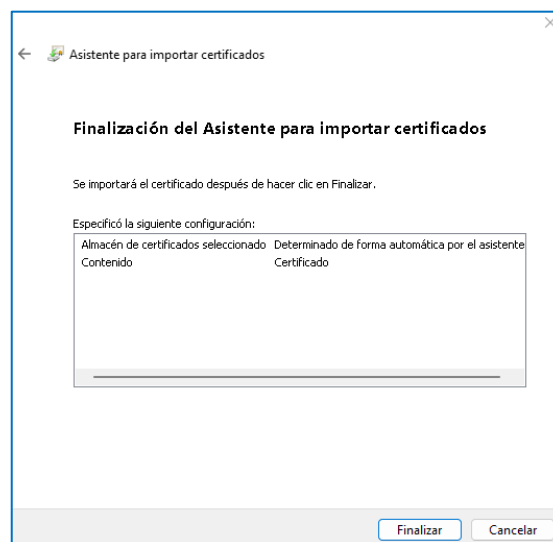 Asistente para importar certificados
Finalización del Asistente para importar certificados
Se importará el certificado después de hacer clic en Finalizar.
Especificó la siguiente configuración:
Almacén de certificados seleccionado Determinado de forma automática por el asistente
Contenido Certificado
Finalizar Cancelar